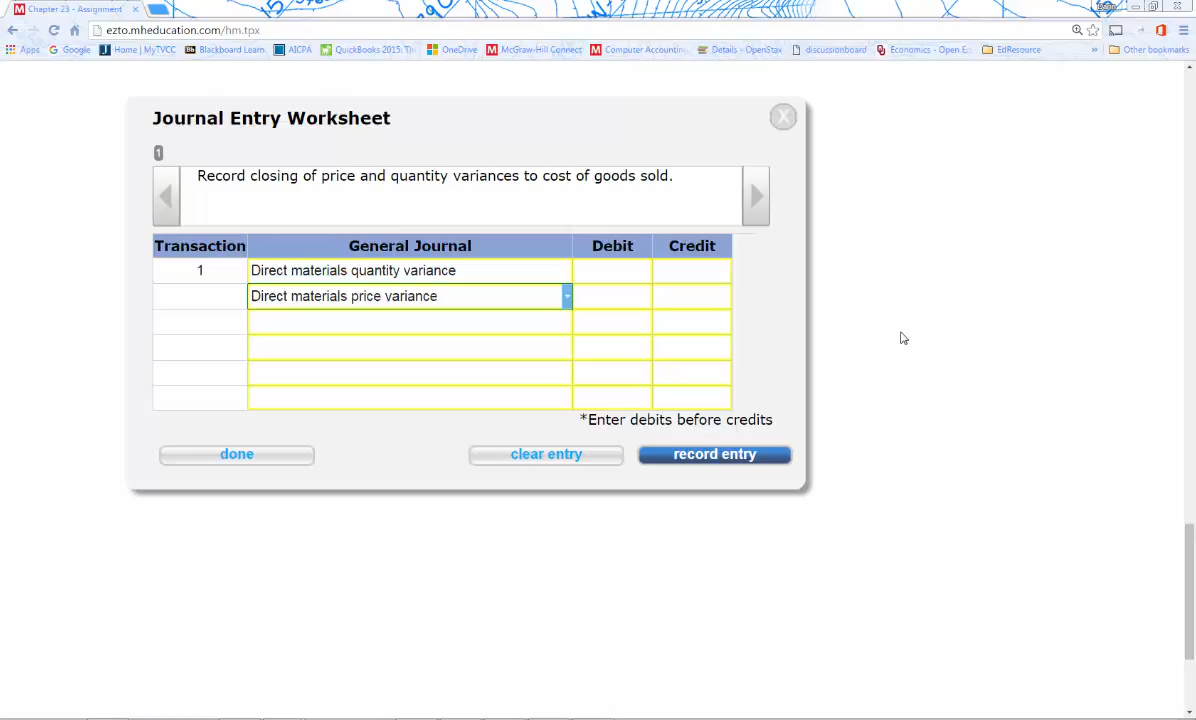 Chapter 23 - Assignment
ezto.mheducation.com/hm.tpx
Apps Google Home | MyTVCC Blackboard Learn AICPA QuickBooks 2015: Th OneDrive McGraw-Hill Connect Computer Accountin Details - OpenStax discussionboard Economics - Open E EdResource » Other bookmarks
Journal Entry Worksheet
X
1
Record closing of price and quantity variances to cost of goods sold.
Transaction General Journal Debit Credit
1 Direct materials quantity variance
Direct materials price variance
*Enter debits before credits
done clear entry record entry